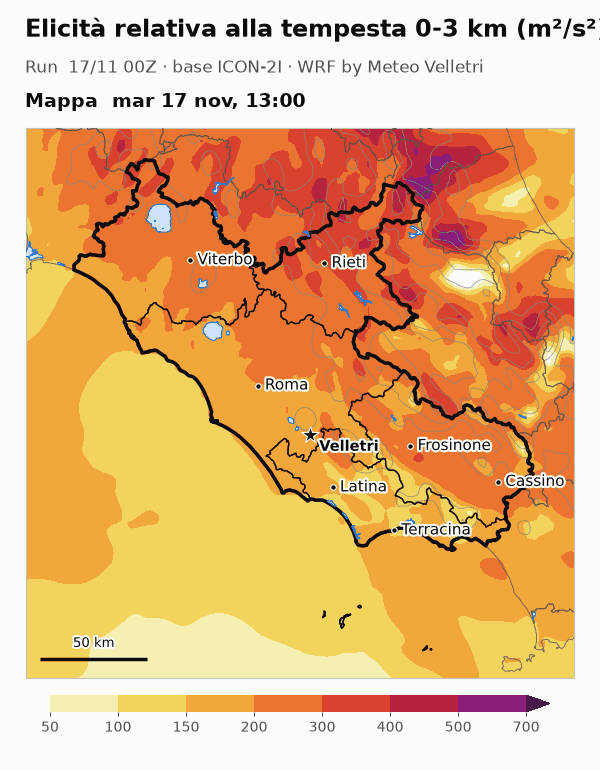 Elicità relativa alla tempesta 0-3 km (m²/s²)
Run  17/11 00Z · base ICON-2I · WRF by Meteo Velletri
Mappa  mar 17 nov, 13:00
Viterbo
Rieti
Roma
Velletri
Frosinone
Cassino
Latina
Terracina
50 km
50 100 150 200 300 400 500 700